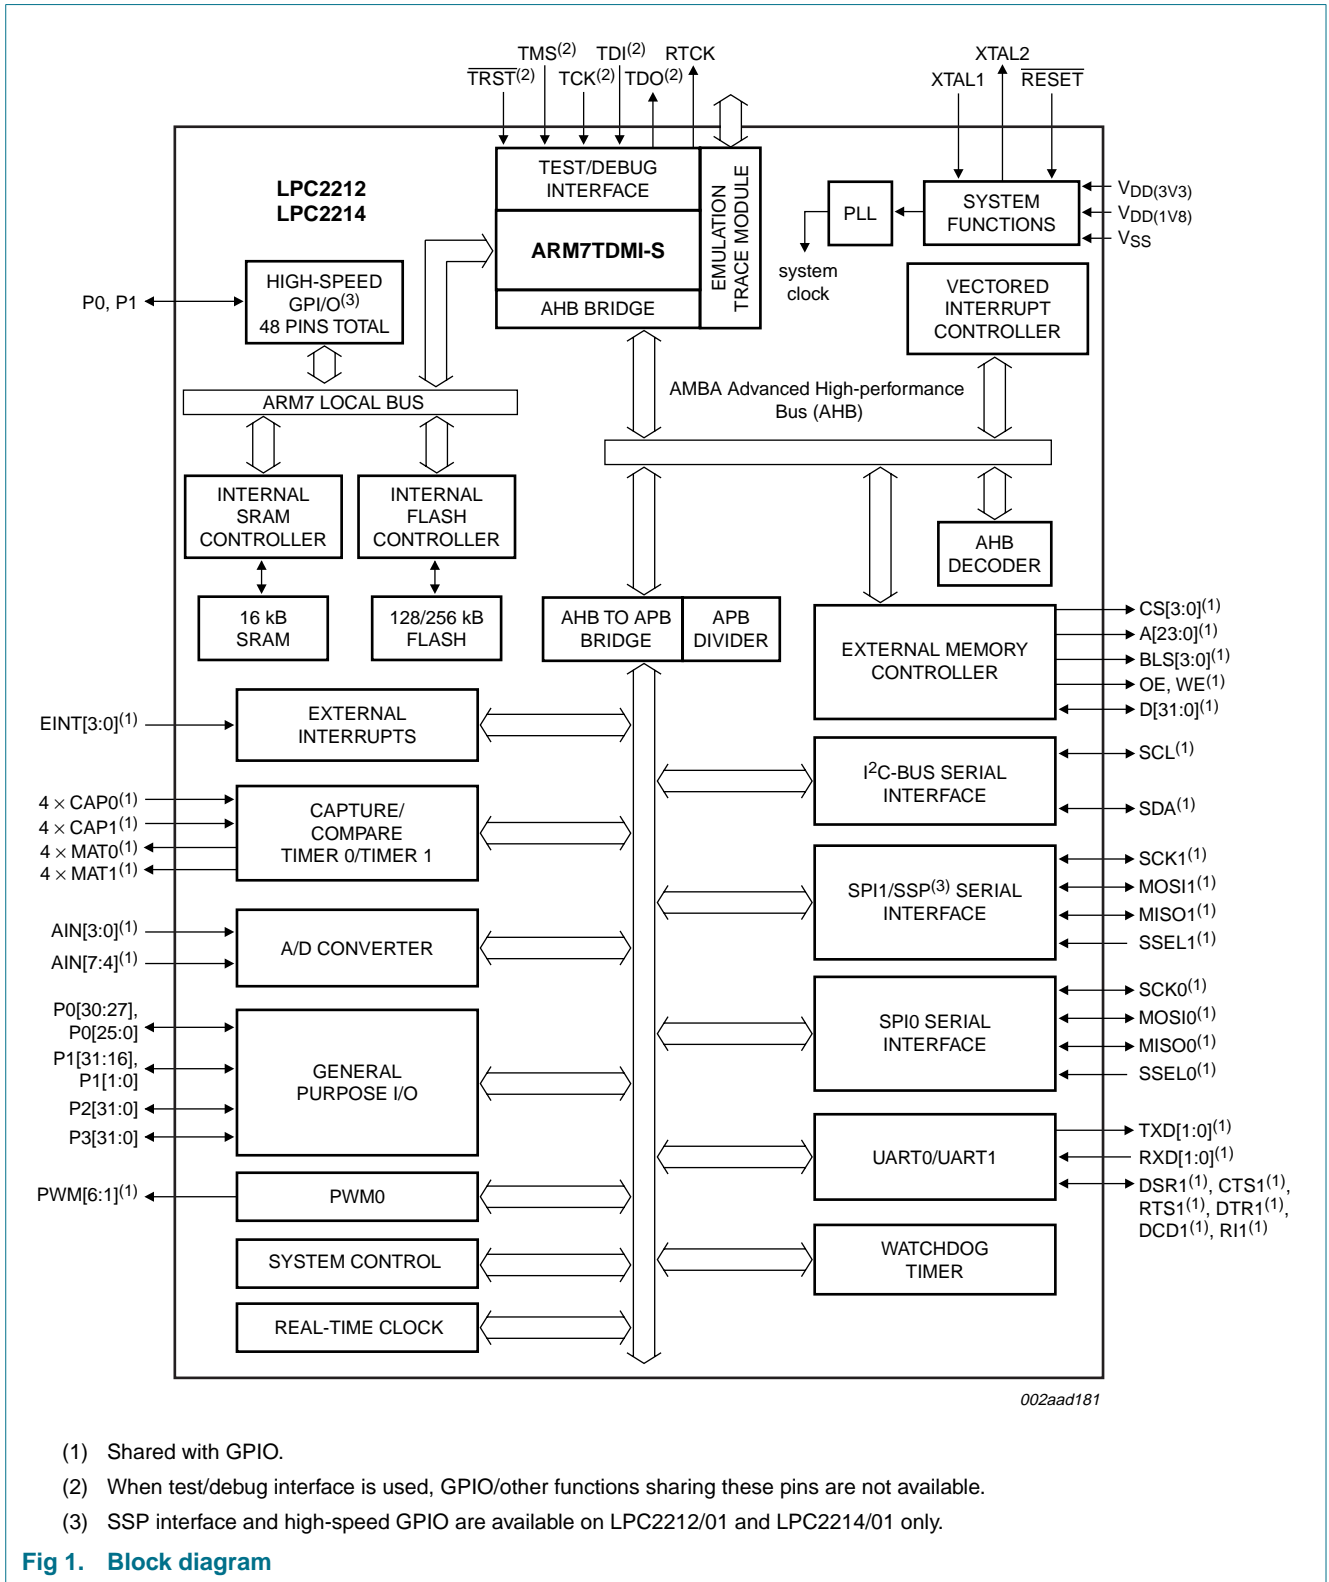 TMS(2) TDI(2) RTCK
TRST(2) TCK(2) TDO(2)
XTAL2
XTAL1 RESET
LPC2212
LPC2214
TEST/DEBUG
INTERFACE
ARM7TDMI-S
AHB BRIDGE
EMULATION
TRACE MODULE
PLL
SYSTEM
FUNCTIONS
VDD(3V3)
VDD(1V8)
VSS
system
clock
P0, P1
HIGH-SPEED
GPI/O(3)
48 PINS TOTAL
VECTORED
INTERRUPT
CONTROLLER
ARM7 LOCAL BUS
AMBA Advanced High-performance
Bus (AHB)
INTERNAL
SRAM
CONTROLLER
INTERNAL
FLASH
CONTROLLER
AHB
DECODER
16 kB
SRAM
128/256 kB
FLASH
AHB TO APB
BRIDGE
APB
DIVIDER
EXTERNAL MEMORY
CONTROLLER
CS[3:0](1)
A[23:0](1)
BLS[3:0](1)
OE, WE(1)
D[31:0](1)
EINT[3:0](1)
EXTERNAL
INTERRUPTS
I2C-BUS SERIAL
INTERFACE
SCL(1)
SDA(1)
4 × CAP0(1)
4 × CAP1(1)
4 × MAT0(1)
4 × MAT1(1)
CAPTURE/
COMPARE
TIMER 0/TIMER 1
SPI1/SSP(3) SERIAL
INTERFACE
SCK1(1)
MOSI1(1)
MISO1(1)
SSEL1(1)
AIN[3:0](1)
AIN[7:4](1)
A/D CONVERTER
SPI0 SERIAL
INTERFACE
SCK0(1)
MOSI0(1)
MISO0(1)
SSEL0(1)
P0[30:27],
P0[25:0]
P1[31:16],
P1[1:0]
P2[31:0]
P3[31:0]
GENERAL
PURPOSE I/O
UART0/UART1
TXD[1:0](1)
RXD[1:0](1)
DSR1(1), CTS1(1),
RTS1(1), DTR1(1),
DCD1(1), RI1(1)
PWM[6:1](1)
PWM0
WATCHDOG
TIMER
SYSTEM CONTROL
REAL-TIME CLOCK
002aad181
(1) Shared with GPIO.
(2) When test/debug interface is used, GPIO/other functions sharing these pins are not available.
(3) SSP interface and high-speed GPIO are available on LPC2212/01 and LPC2214/01 only.
Fig 1. Block diagram